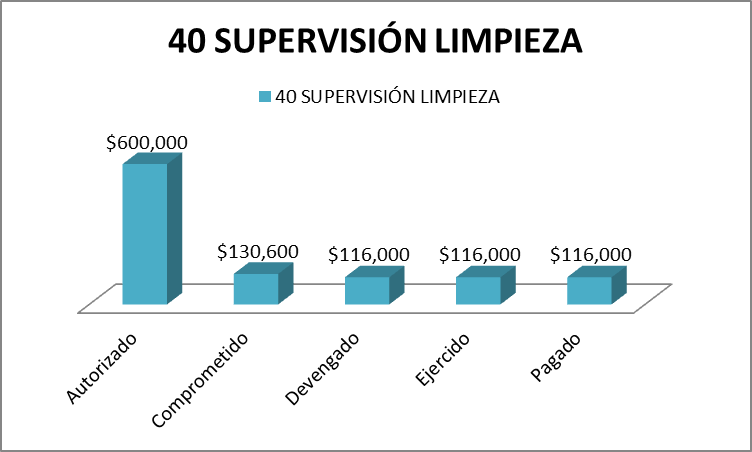 40 SUPERVISIÓN LIMPIEZA
40 SUPERVISIÓN LIMPIEZA
$600,000
$130,600
$116,000
$116,000
$116,000
Autorizado
Comprometido
Devengado
Ejercido
Pagado